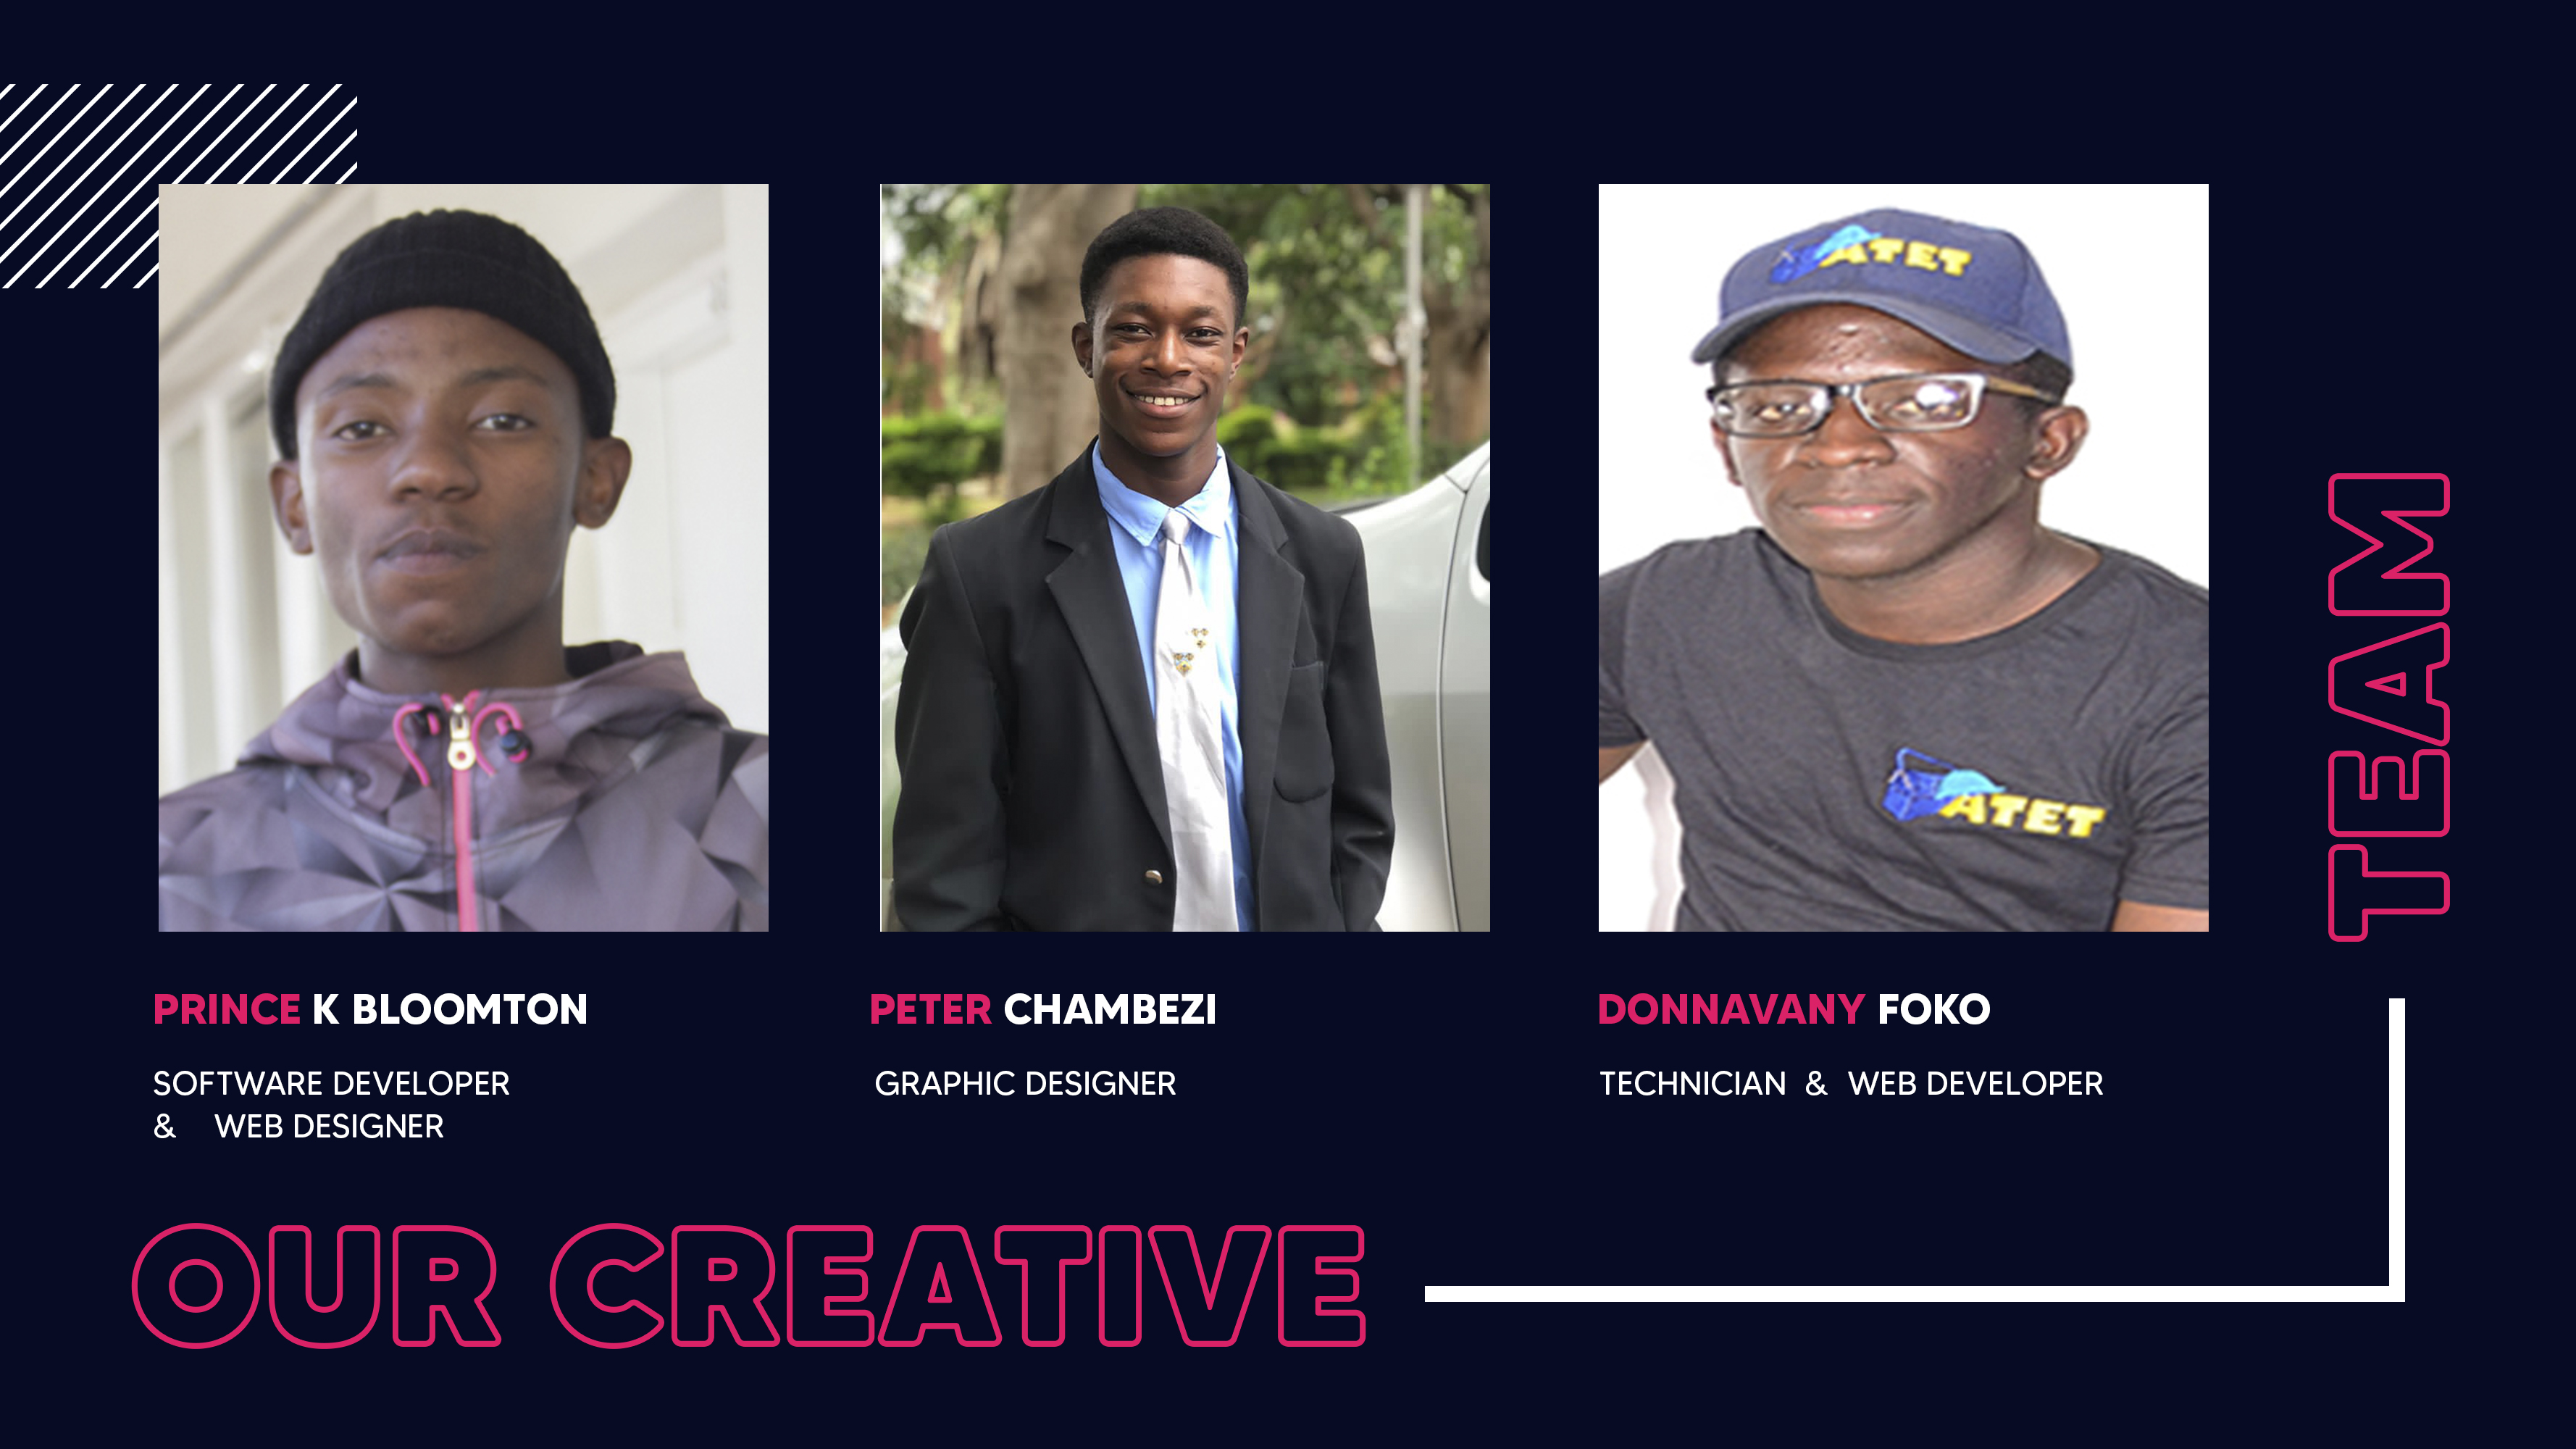 ATET
ATET
PRINCE K BLOOMTON
SOFTWARE DEVELOPER
& WEB DESIGNER
PETER CHAMBEZI
GRAPHIC DESIGNER
DONNAVANY FOKO
TECHNICIAN & WEB DEVELOPER
OUR CREATIVE
TEAM